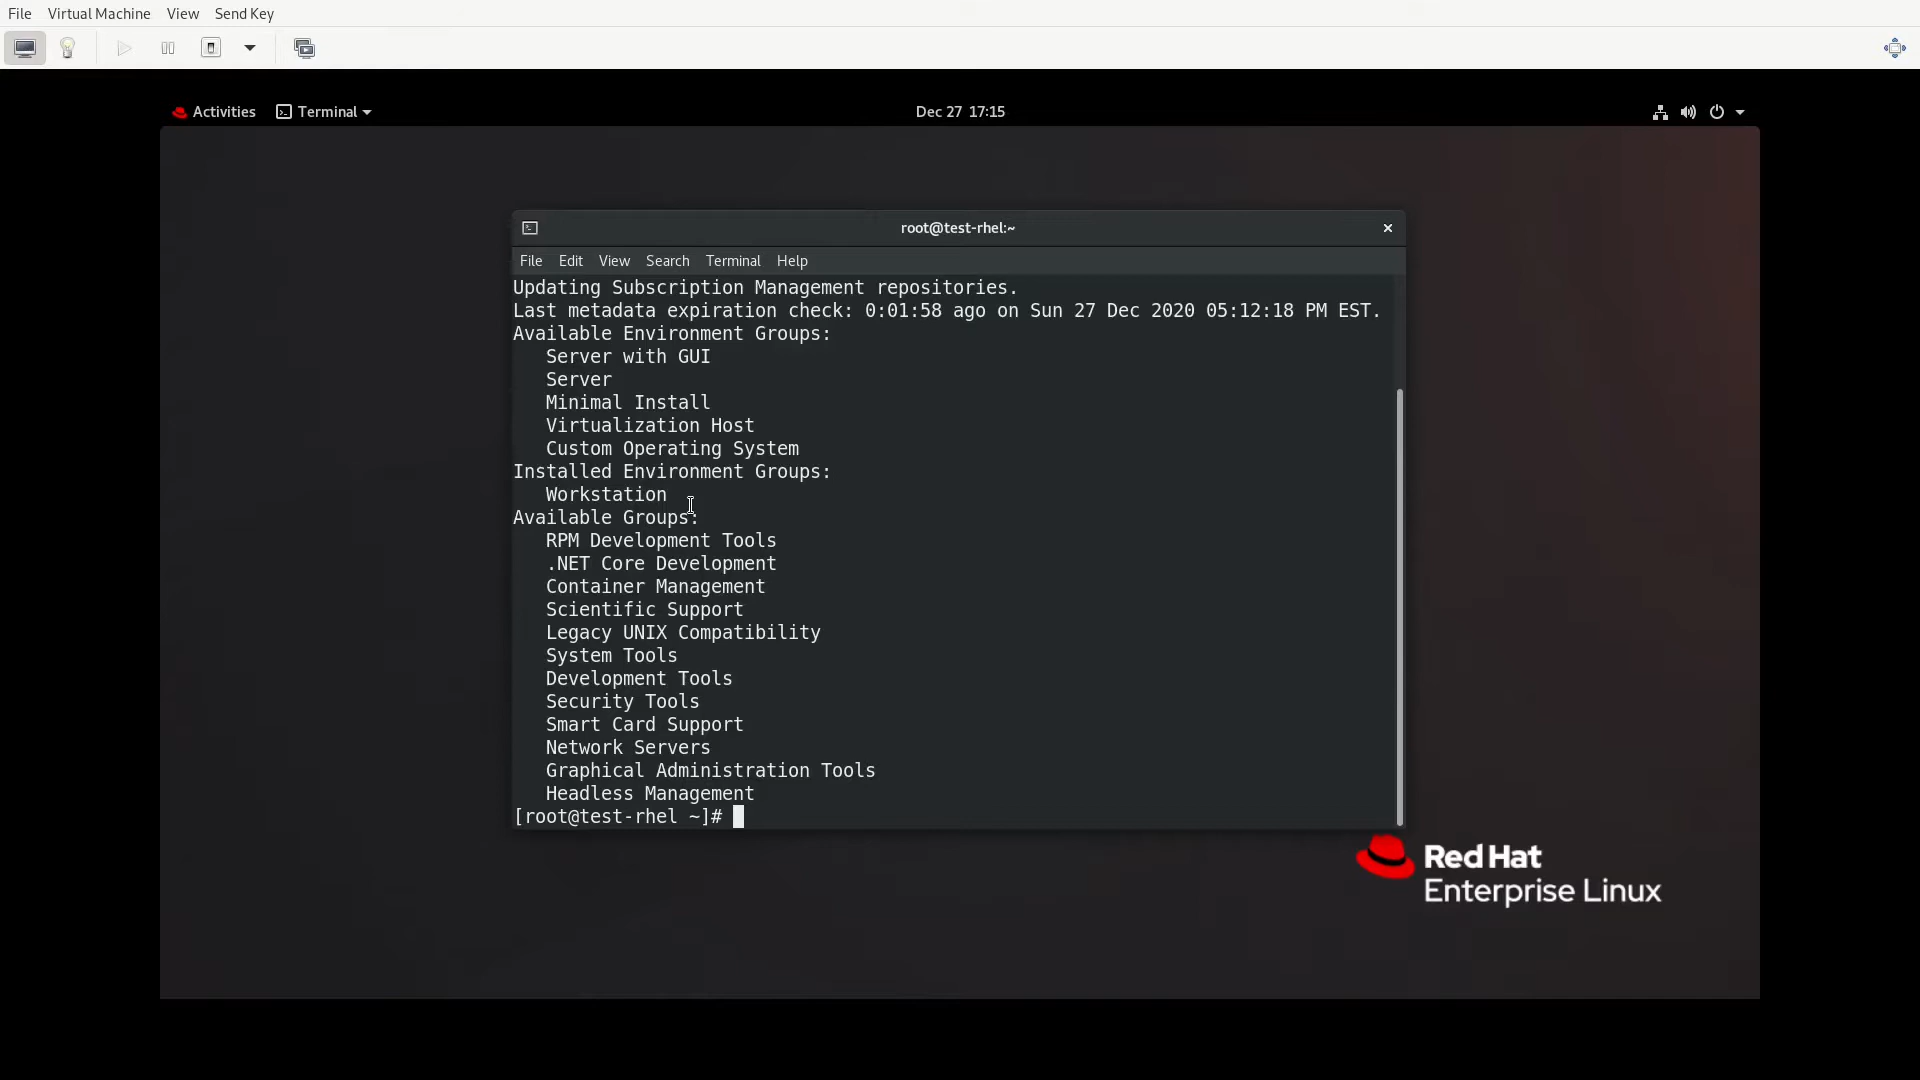 File Virtual Machine View Send Key
Activities Terminal Dec 27 17:15
root@test-rhel:~
File Edit View Search Terminal Help
Updating Subscription Management repositories.
Last metadata expiration check: 0:01:58 ago on Sun 27 Dec 2020 05:12:18 PM EST.
Available Environment Groups:
Server with GUI
Server
Minimal Install
Virtualization Host
Custom Operating System
Installed Environment Groups:
Workstation
Available Groups:
RPM Development Tools
.NET Core Development
Container Management
Scientific Support
Legacy UNIX Compatibility
System Tools
Development Tools
Security Tools
Smart Card Support
Network Servers
Graphical Administration Tools
Headless Management
[root@test-rhel ~]#
Red Hat
Enterprise Linux